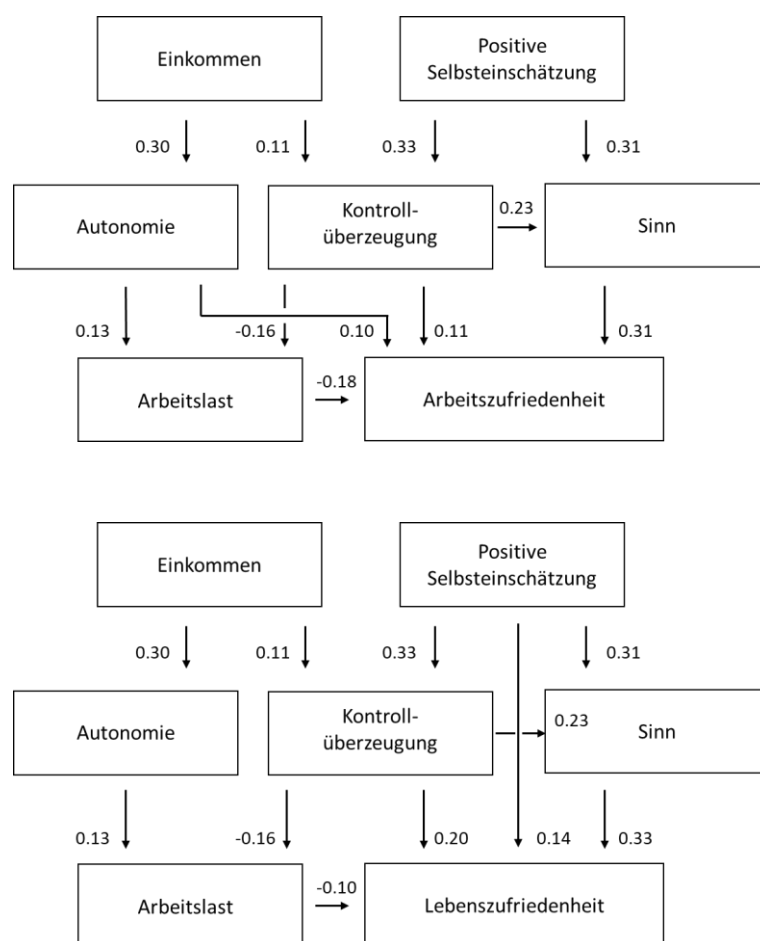 Einkommen
Positive
Selbsteinschätzung
0.30
0.11
0.33
0.31
Autonomie
Kontroll-
überzeugung
0.23
Sinn
0.13
-0.16
0.10
0.11
0.31
Arbeitslast
-0.18
Arbeitszufriedenheit
Einkommen
Positive
Selbsteinschätzung
0.30
0.11
0.33
0.31
Autonomie
Kontroll-
überzeugung
0.23
Sinn
0.13
-0.16
0.20
0.14
0.33
Arbeitslast
-0.10
Lebenszufriedenheit